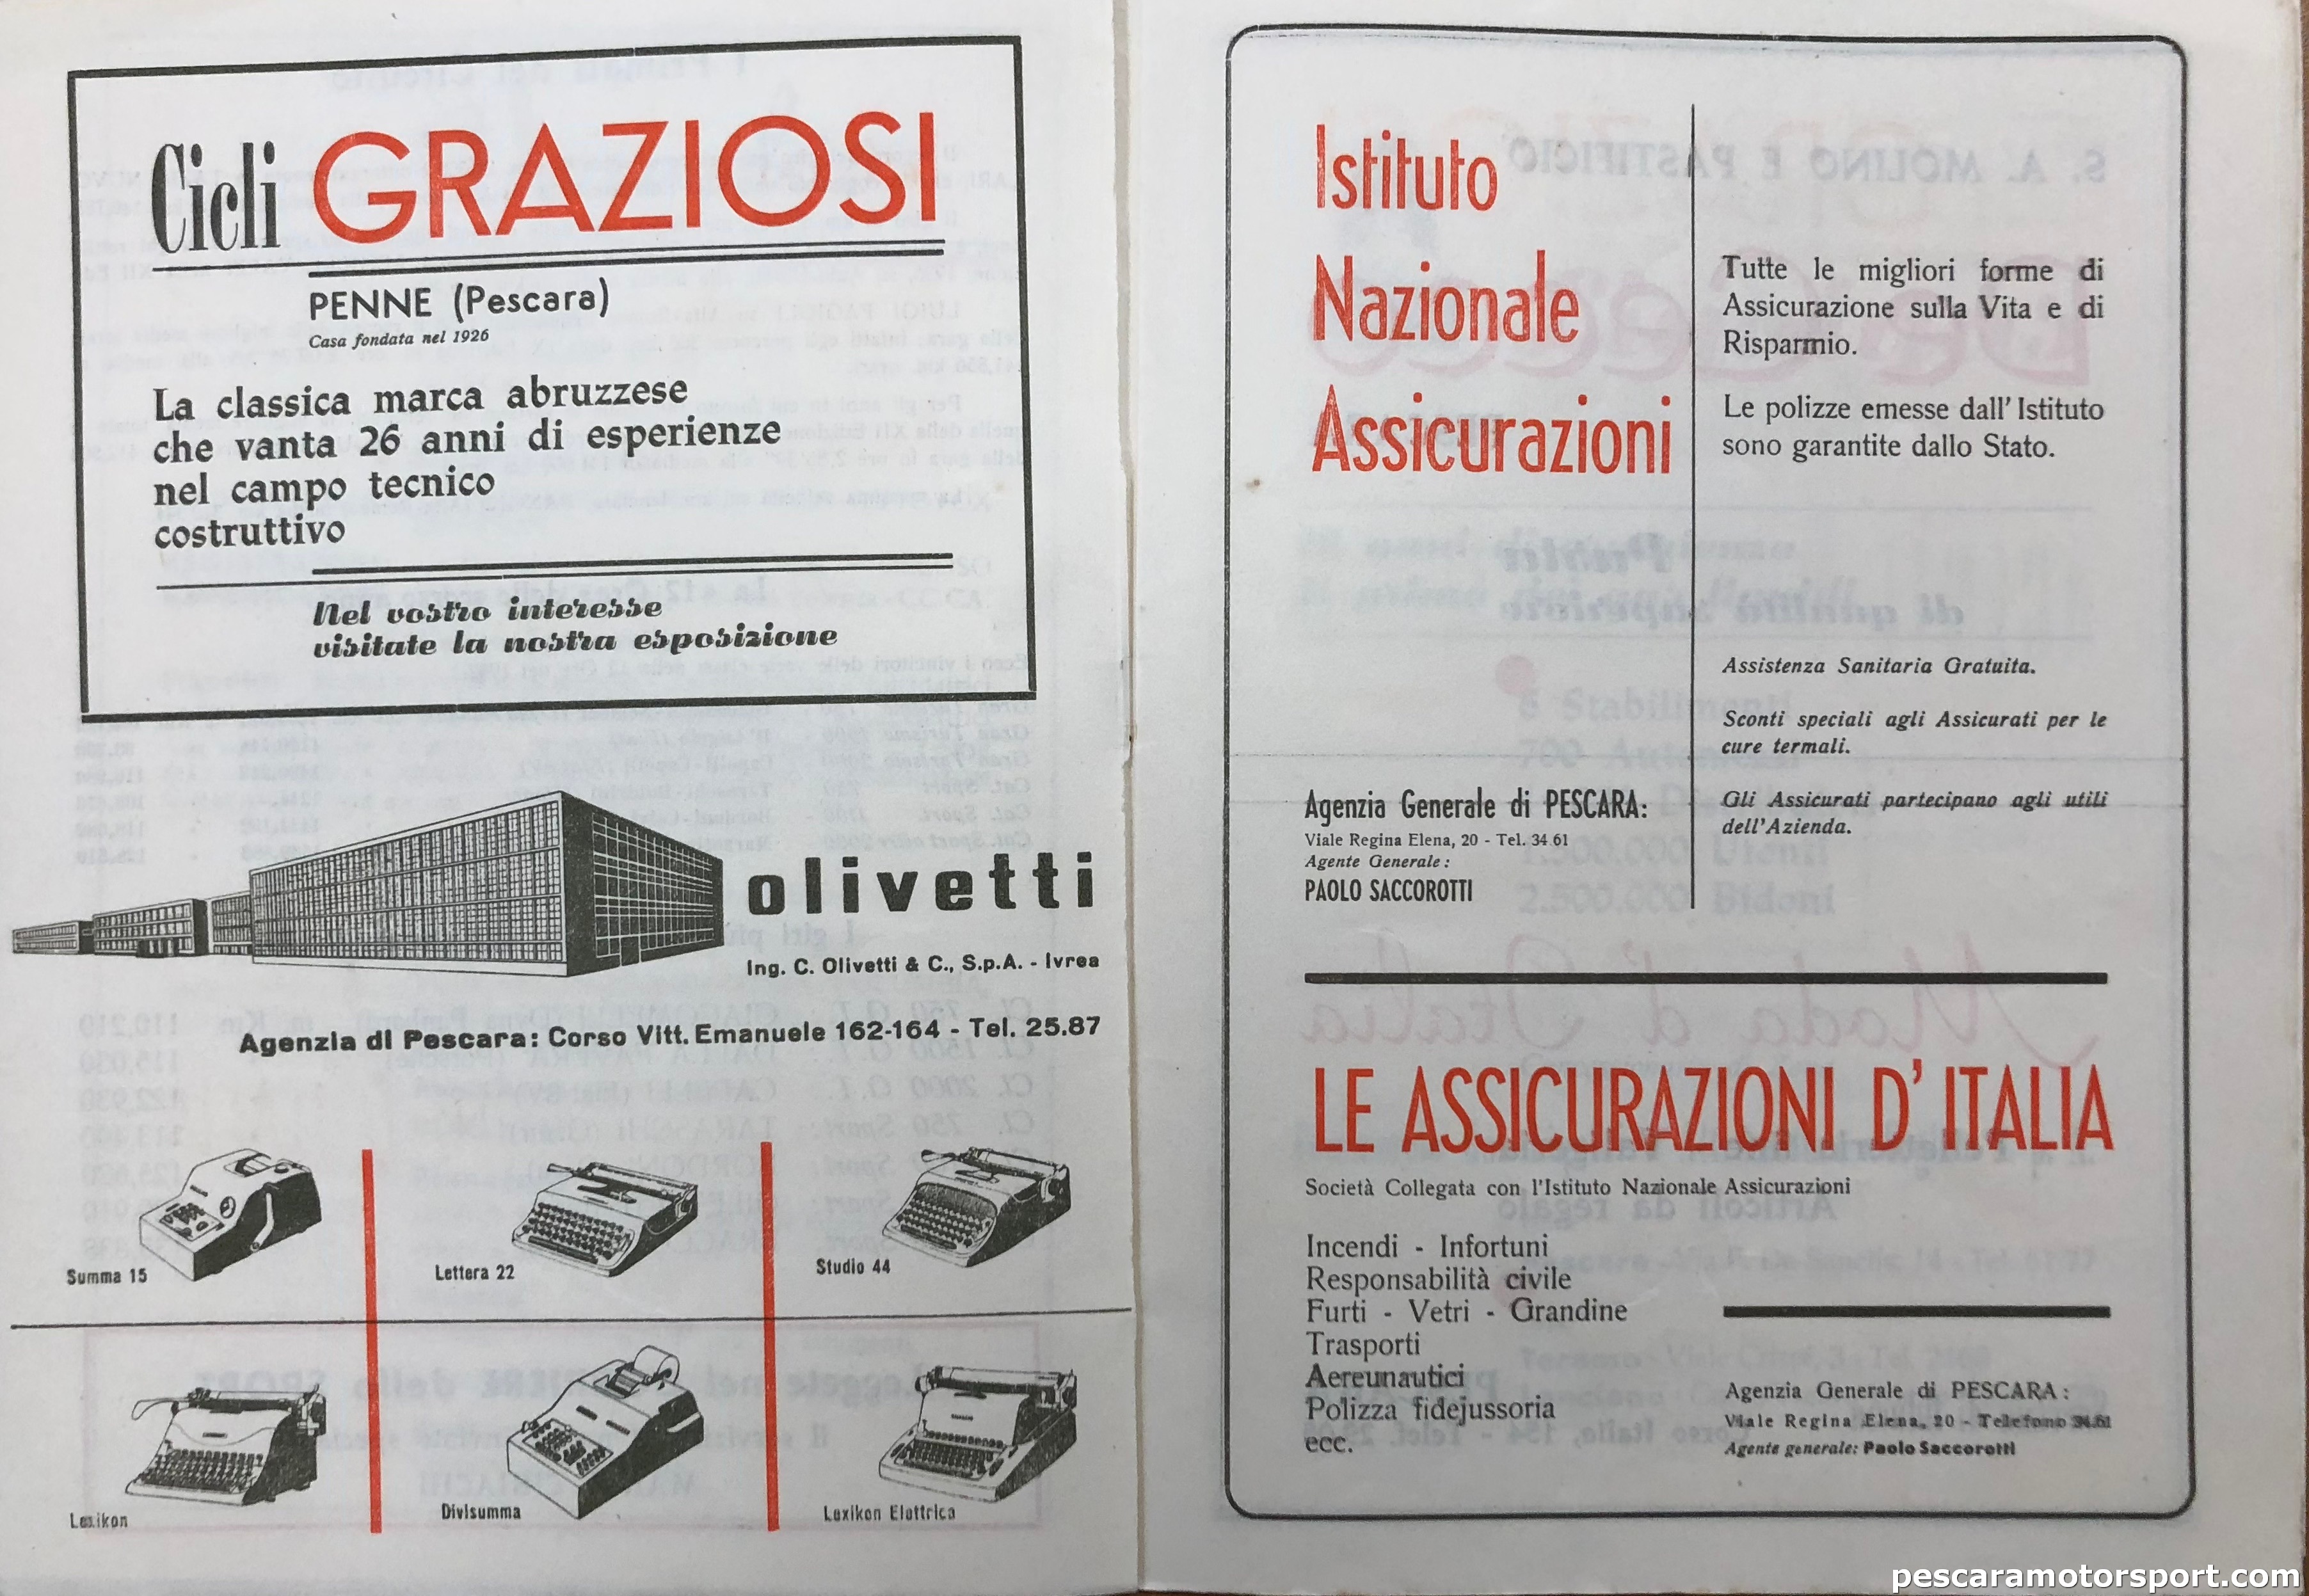 Cicli GRAZIOSI
PENNE (Pescara)
Casa fondata nel 1926
La classica marca abruzzese
che vanta 26 anni di esperienze
nel campo tecnico
costruttivo
Nel vostro interesse
visitate la nostra esposizione
olivetti
Ing. C. Olivetti & C., S.p.A. - Ivrea
Agenzia di Pescara: Corso Vitt. Emanuele 162-164 - Tel. 25.87
Summa 15
Lettera 22
Studio 44
Lexikon
Divisumma
Lexikon Elettrica
Istituto
Nazionale
Assicurazioni
Tutte le migliori forme di
Assicurazione sulla Vita e di
Risparmio.
Le polizze emesse dall' Istituto
sono garantite dallo Stato.
Assistenza Sanitaria Gratuita.
Sconti speciali agli Assicurati per le
cure termali.
Gli Assicurati partecipano agli utili
dell'Azienda.
Agenzia Generale di PESCARA:
Viale Regina Elena, 20 - Tel. 34 61
Agente Generale :
PAOLO SACCOROTTI
LE ASSICURAZIONI D' ITALIA
Società Collegata con l'Istituto Nazionale Assicurazioni
Incendi - Infortuni
Responsabilità civile
Furti - Vetri - Grandine
Trasporti
Aereunautici
Polizza fidejussoria
ecc.
Agenzia Generale di PESCARA :
Viale Regina Elena, 20 - Telefono 34.61
Agente generale: Paolo Saccorotti
pescaramotorsport.com